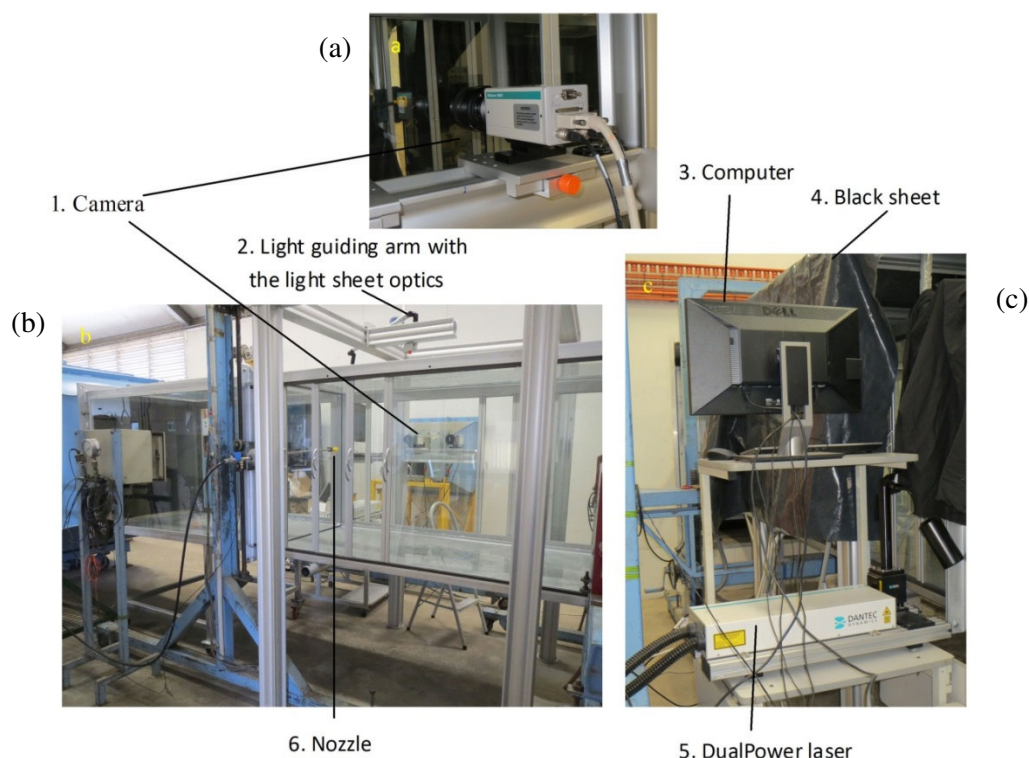 (a)
a
1. Camera
2. Light guiding arm with
the light sheet optics
3. Computer
4. Black sheet
(b)
b
c
(c)
DELL
DANTEC
DYNAMICS
6. Nozzle
5. DualPower laser